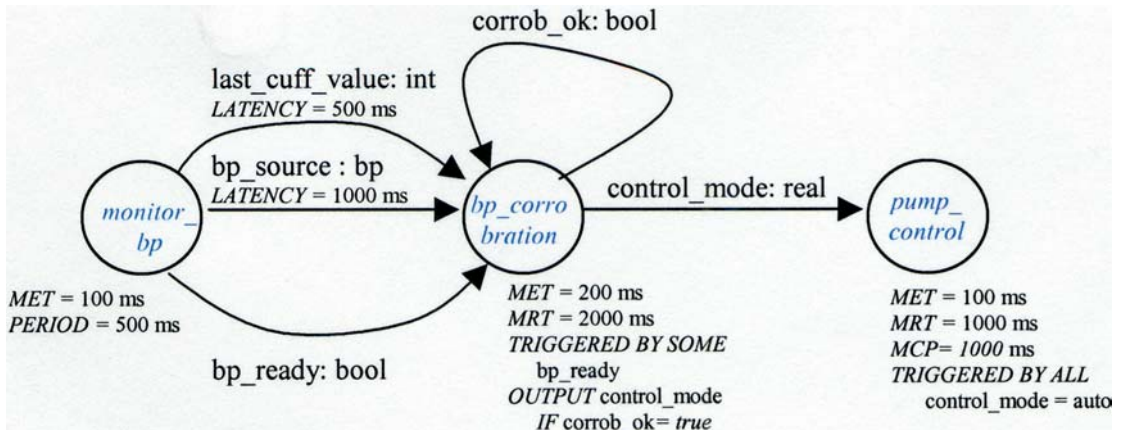 corrob_ok: bool
last_cuff_value: int
LATENCY = 500 ms
bp_source : bp
LATENCY = 1000 ms
control_mode: real
monitor_
bp
bp_corro
bration
pump_
control
MET = 100 ms
PERIOD = 500 ms
bp_ready: bool
MET = 200 ms
MRT = 2000 ms
TRIGGERED BY SOME
bp_ready
OUTPUT control_mode
IF corrob_ok= true
MET = 100 ms
MRT = 1000 ms
MCP= 1000 ms
TRIGGERED BY ALL
control_mode = auto